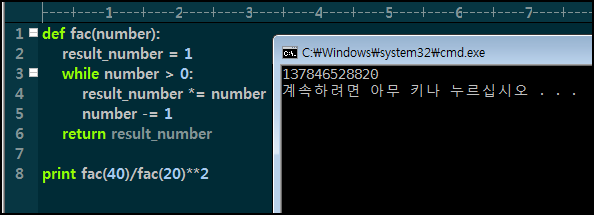 ----+----1----+----2----+----3----+----4----+----5----+----6----+----7--
1 def fac(number):
2     result_number = 1
3     while number > 0:
4         result_number *= number
5         number -= 1
6     return result_number
7
8 print fac(40)/fac(20)**2
C:\Windows\system32\cmd.exe
137846528820
계속하려면 아무 키나 누르십시오 . . .